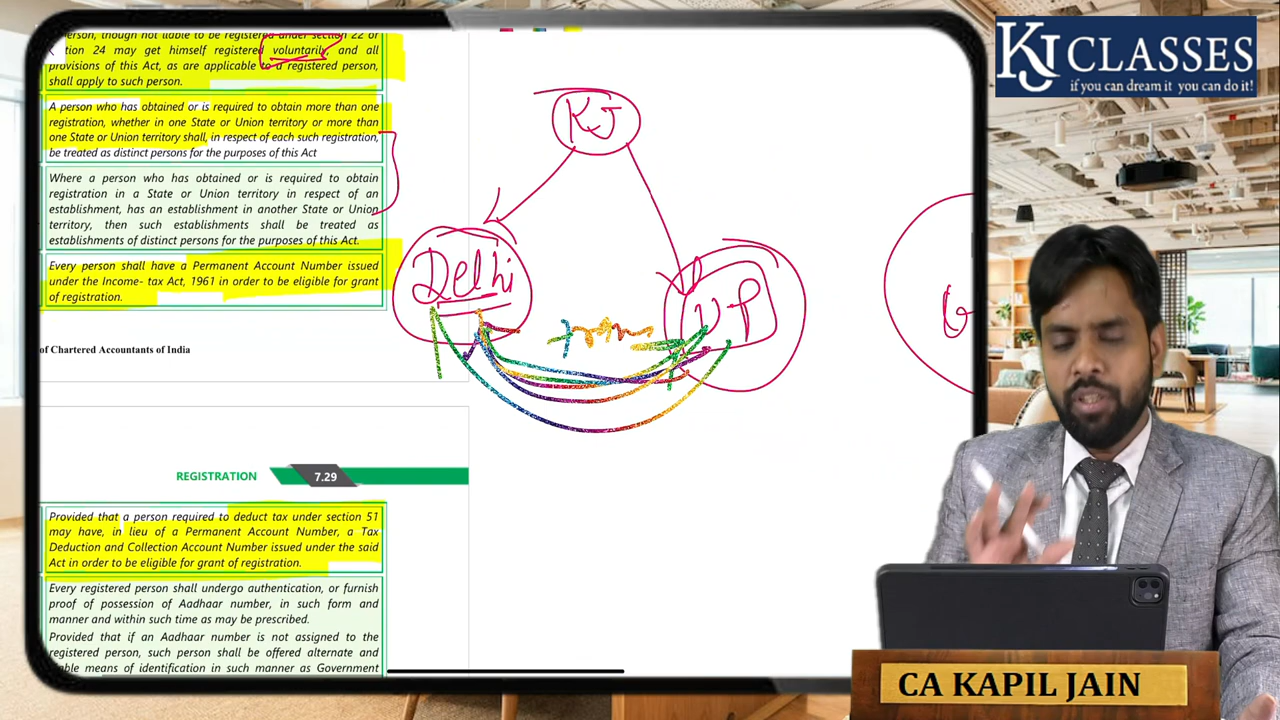 person, though not liable to be registered under section 22 or
tion 24 may get himself registered voluntarily, and all
provisions of this Act, as are applicable to a registered person,
shall apply to such person.
A person who has obtained or is required to obtain more than one
registration, whether in one State or Union territory or more than
one State or Union territory shall, in respect of each such registration,
be treated as distinct persons for the purposes of this Act
Where a person who has obtained or is required to obtain
registration in a State or Union territory in respect of an
establishment, has an establishment in another State or Union
territory, then such establishments shall be treated as
establishments of distinct persons for the purposes of this Act.
Every person shall have a Permanent Account Number issued
under the Income- tax Act, 1961 in order to be eligible for grant
of registration.
of Chartered Accountants of India
REGISTRATION 7.29
Provided that a person required to deduct tax under section 51
may have, in lieu of a Permanent Account Number, a Tax
Deduction and Collection Account Number issued under the said
Act in order to be eligible for grant of registration.
Every registered person shall undergo authentication, or furnish
proof of possession of Aadhaar number, in such form and
manner and within such time as may be prescribed.
Provided that if an Aadhaar number is not assigned to the
registered person, such person shall be offered alternate and
means of identification in such manner as Government
KJ
Delhi
UP
KJ CLASSES
if you can dream it you can do it!
CA KAPIL JAIN